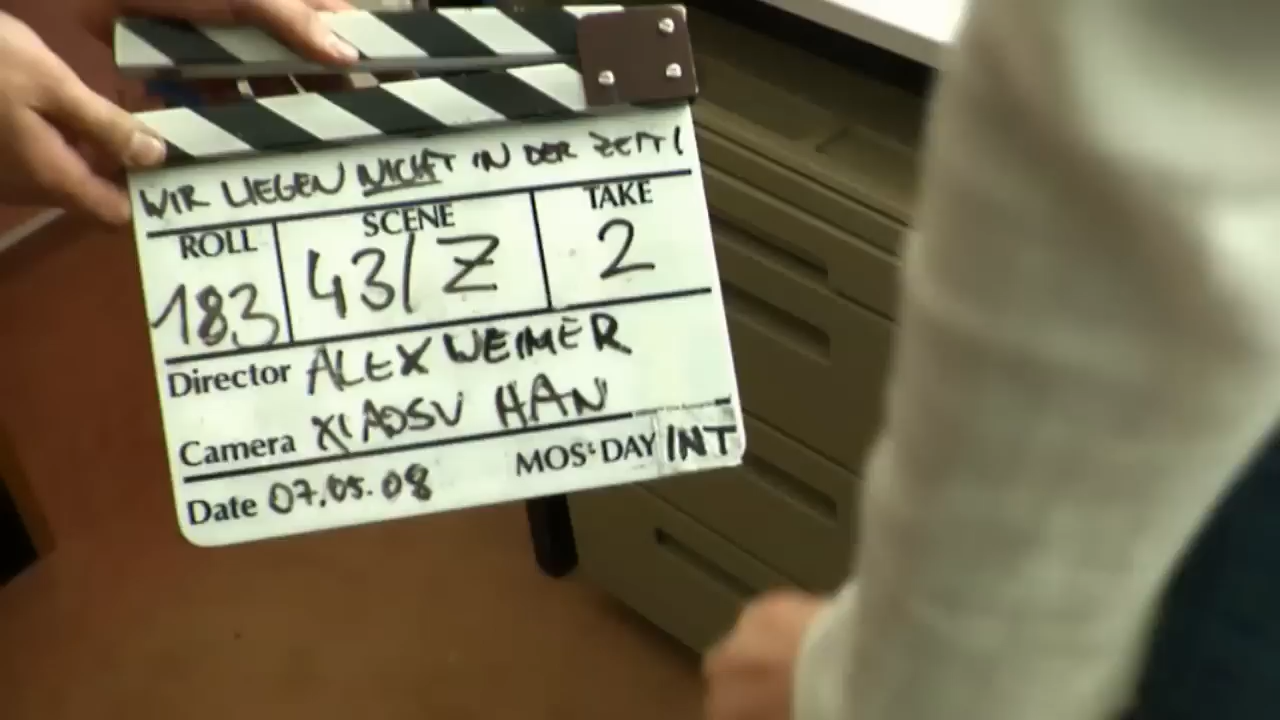 WIR LIEGEN NICHT IN DER ZEIT!
ROLL SCENE TAKE
183 43/Z 2
Director ALEX WEIMER
Camera XIAOSU HAN
Date 07.05.08 MOS DAY INT